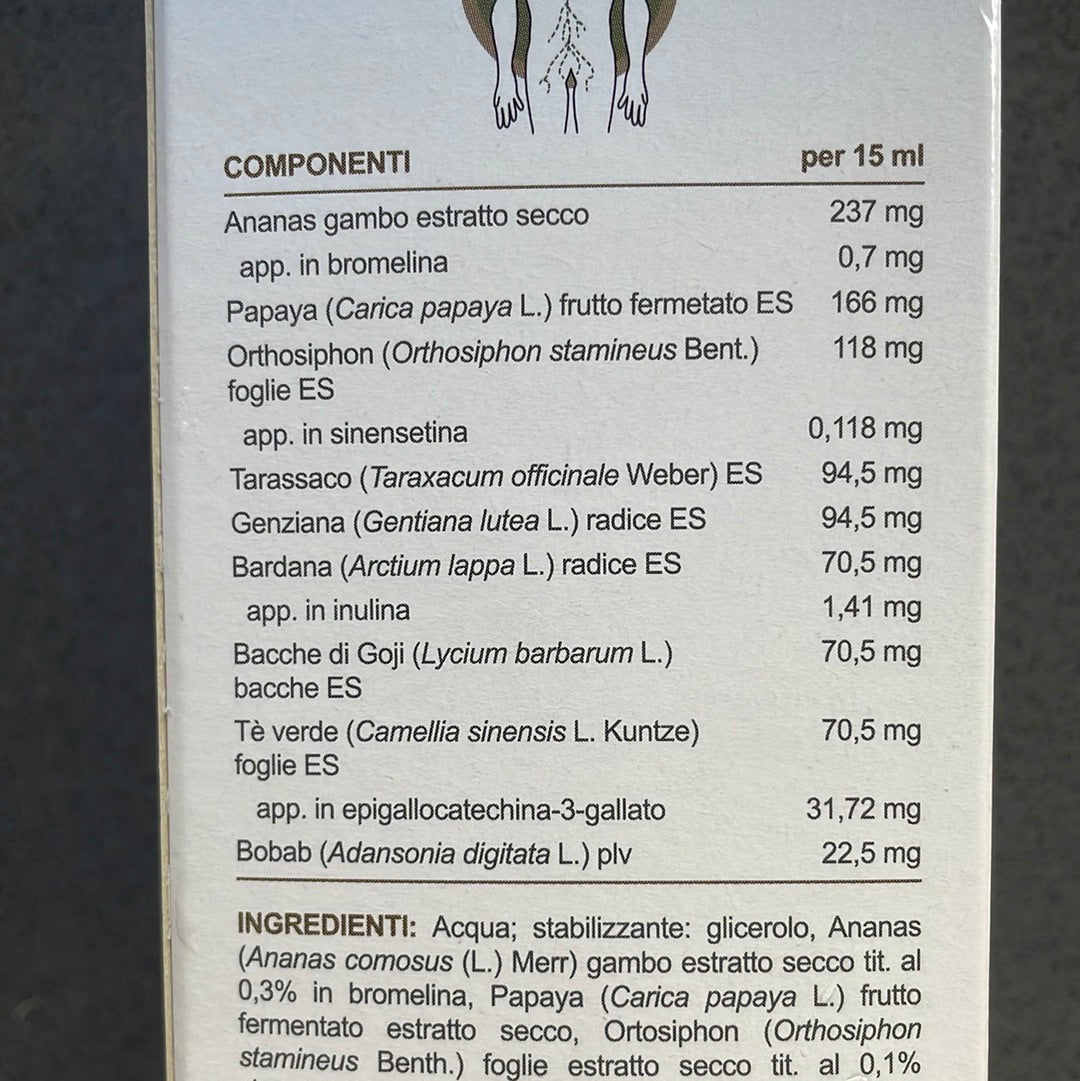 COMPONENTI per 15 ml
Ananas gambo estratto secco 237 mg
app. in bromelina 0,7 mg
Papaya (Carica papaya L.) frutto fermetato ES 166 mg
Orthosiphon (Orthosiphon stamineus Bent.) 118 mg
foglie ES
app. in sinensetina 0,118 mg
Tarassaco (Taraxacum officinale Weber) ES 94,5 mg
Genziana (Gentiana lutea L.) radice ES 94,5 mg
Bardana (Arctium lappa L.) radice ES 70,5 mg
app. in inulina 1,41 mg
Bacche di Goji (Lycium barbarum L.) 70,5 mg
bacche ES
Tè verde (Camellia sinensis L. Kuntze) 70,5 mg
foglie ES
app. in epigallocatechina-3-gallato 31,72 mg
Bobab (Adansonia digitata L.) plv 22,5 mg
INGREDIENTI: Acqua; stabilizzante: glicerolo, Ananas
(Ananas comosus (L.) Merr) gambo estratto secco tit. al
0,3% in bromelina, Papaya (Carica papaya L.) frutto
fermentato estratto secco, Ortosiphon (Orthosiphon
stamineus Benth.) foglie estratto secco tit. al 0,1%